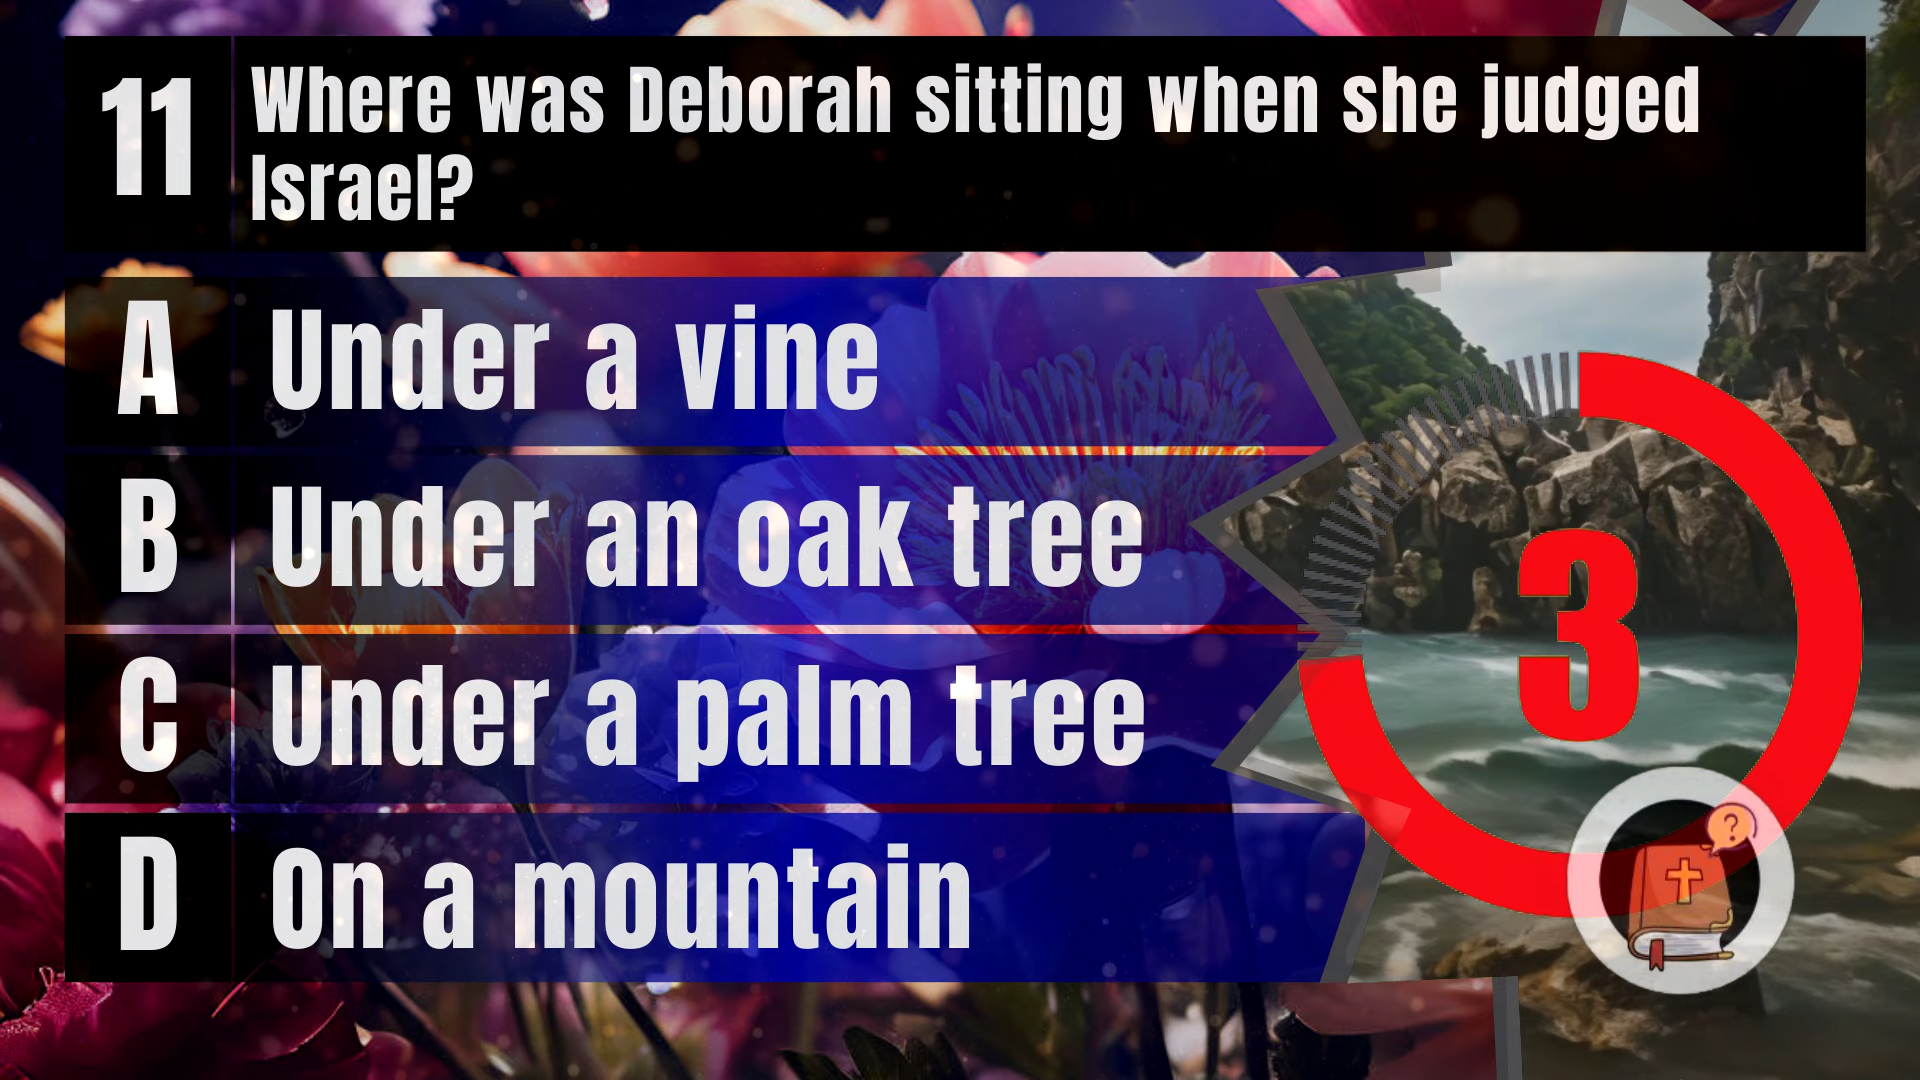 11
Where was Deborah sitting when she judged
Israel?
A
Under a vine
B
Under an oak tree
C
Under a palm tree
D
On a mountain
3
?